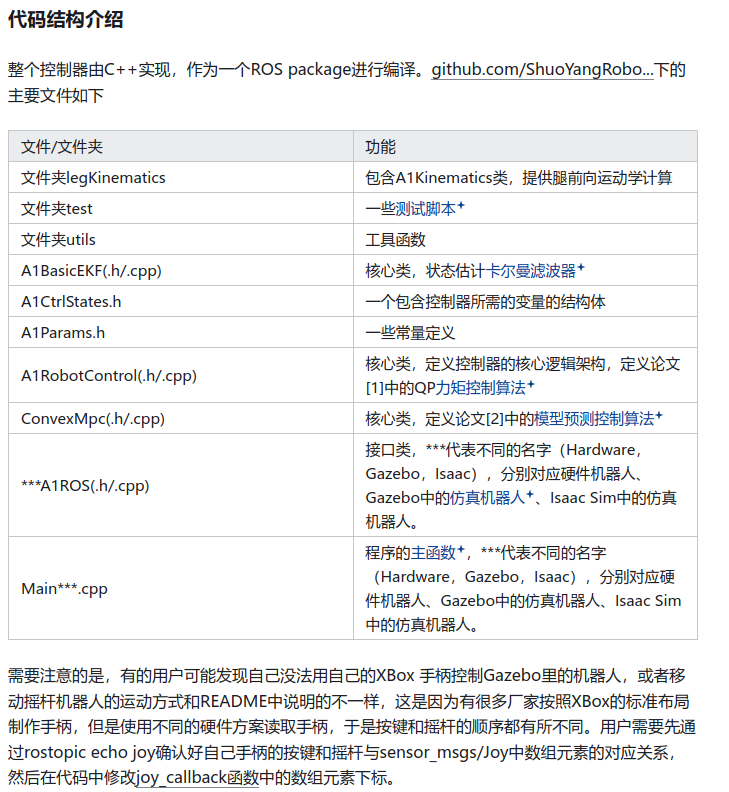 代码结构介绍
整个控制器由C++实现，作为一个ROS package进行编译。github.com/ShuoYangRobo...下的
主要文件如下
文件/文件夹 功能
文件夹legKinematics 包含A1Kinematics类，提供腿前向运动学计算
文件夹test 一些测试脚本
文件夹utils 工具函数
A1BasicEKF(.h/.cpp) 核心类，状态估计卡尔曼滤波器
A1CtrlStates.h 一个包含控制器所需的变量的结构体
A1Params.h 一些常量定义
A1RobotControl(.h/.cpp) 核心类，定义控制器的核心逻辑架构，定义论文
[1]中的QP力矩控制算法
ConvexMpc(.h/.cpp) 核心类，定义论文[2]中的模型预测控制算法
***A1ROS(.h/.cpp) 接口类，***代表不同的名字（Hardware，
Gazebo，Isaac），分别对应硬件机器人、
Gazebo中的仿真机器人、Isaac Sim中的仿真
机器人。
Main***.cpp 程序的主函数，***代表不同的名字
（Hardware，Gazebo，Isaac），分别对应硬
件机器人、Gazebo中的仿真机器人、Isaac Sim
中的仿真机器人。
需要注意的是，有的用户可能发现自己没法用自己的XBox 手柄控制Gazebo里的机器人，或者移
动摇杆机器人的运动方式和README中说明的不一样，这是因为有很多厂家按照XBox的标准布局
制作手柄，但是使用不同的硬件方案读取手柄，于是按键和摇杆的顺序都有所不同。用户需要先通
过rostopic echo joy确认好自己手柄的按键和摇杆与sensor_msgs/Joy中数组元素的对应关系，
然后在代码中修改joy_callback函数中的数组元素下标。